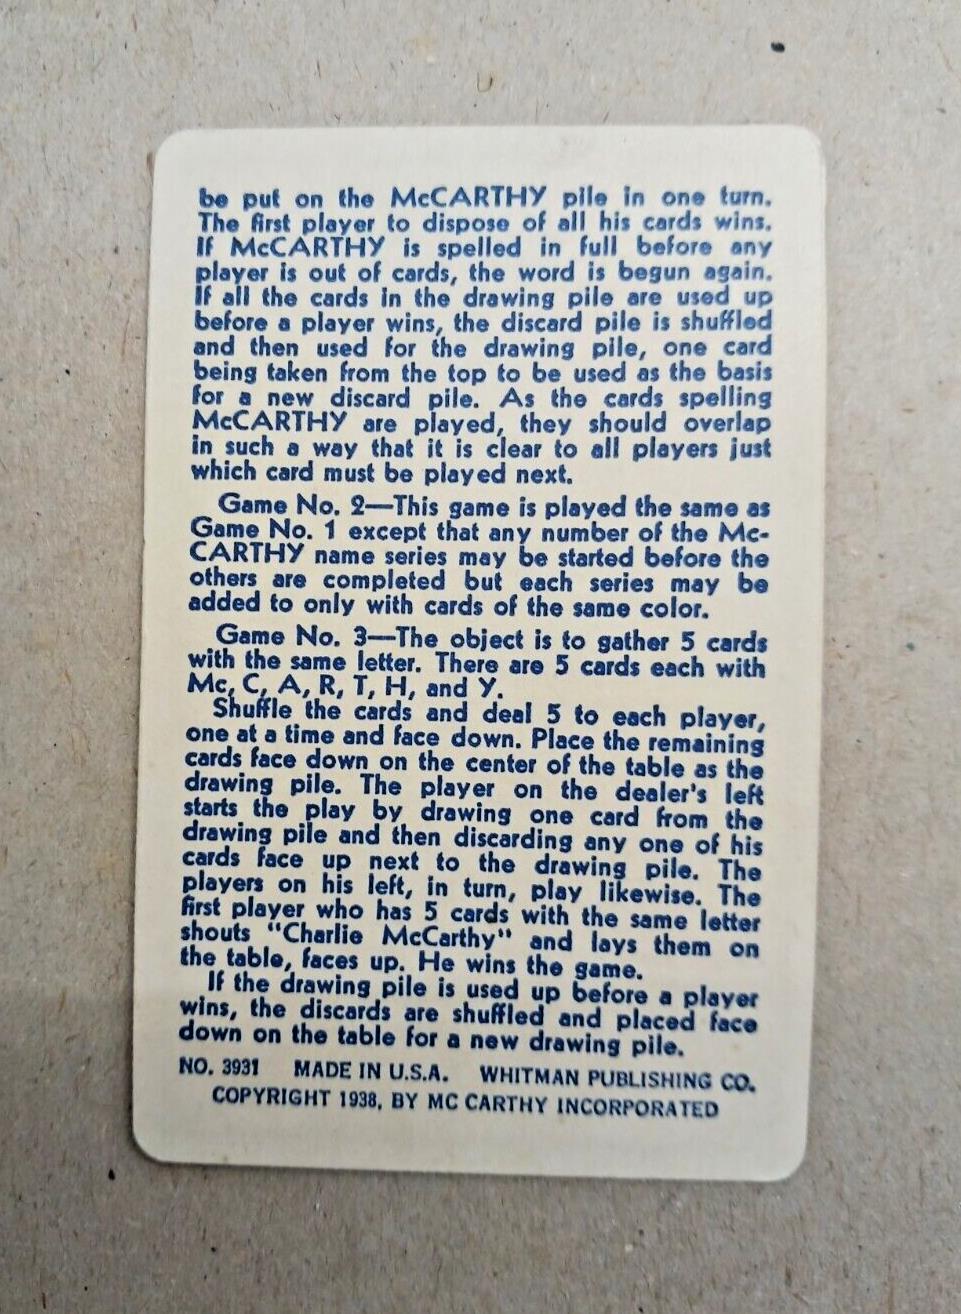 be put on the McCARTHY pile in one turn.
The first player to dispose of all his cards wins.
If McCARTHY is spelled in full before any
player is out of cards, the word is begun again.
If all the cards in the drawing pile are used up
before a player wins, the discard pile is shuffled
and then used for the drawing pile, one card
being taken from the top to be used as the basis
for a new discard pile. As the cards spelling
McCARTHY are played, they should overlap
in such a way that it is clear to all players just
which card must be played next.
Game No. 2—This game is played the same as
Game No. 1 except that any number of the Mc-
CARTHY name series may be started before the
others are completed but each series may be
added to only with cards of the same color.
Game No. 3—The object is to gather 5 cards
with the same letter. There are 5 cards each with
Mc, C, A, R, T, H, and Y.
Shuffle the cards and deal 5 to each player,
one at a time and face down. Place the remaining
cards face down on the center of the table as the
drawing pile. The player on the dealer's left
starts the play by drawing one card from the
drawing pile and then discarding any one of his
cards face up next to the drawing pile. The
players on his left, in turn, play likewise. The
first player who has 5 cards with the same letter
shouts "Charlie McCarthy" and lays them on
the table, faces up. He wins the game.
If the drawing pile is used up before a player
wins, the discards are shuffled and placed face
down on the table for a new drawing pile.
NO. 3931 MADE IN U.S.A. WHITMAN PUBLISHING CO.
COPYRIGHT 1938, BY MC CARTHY INCORPORATED